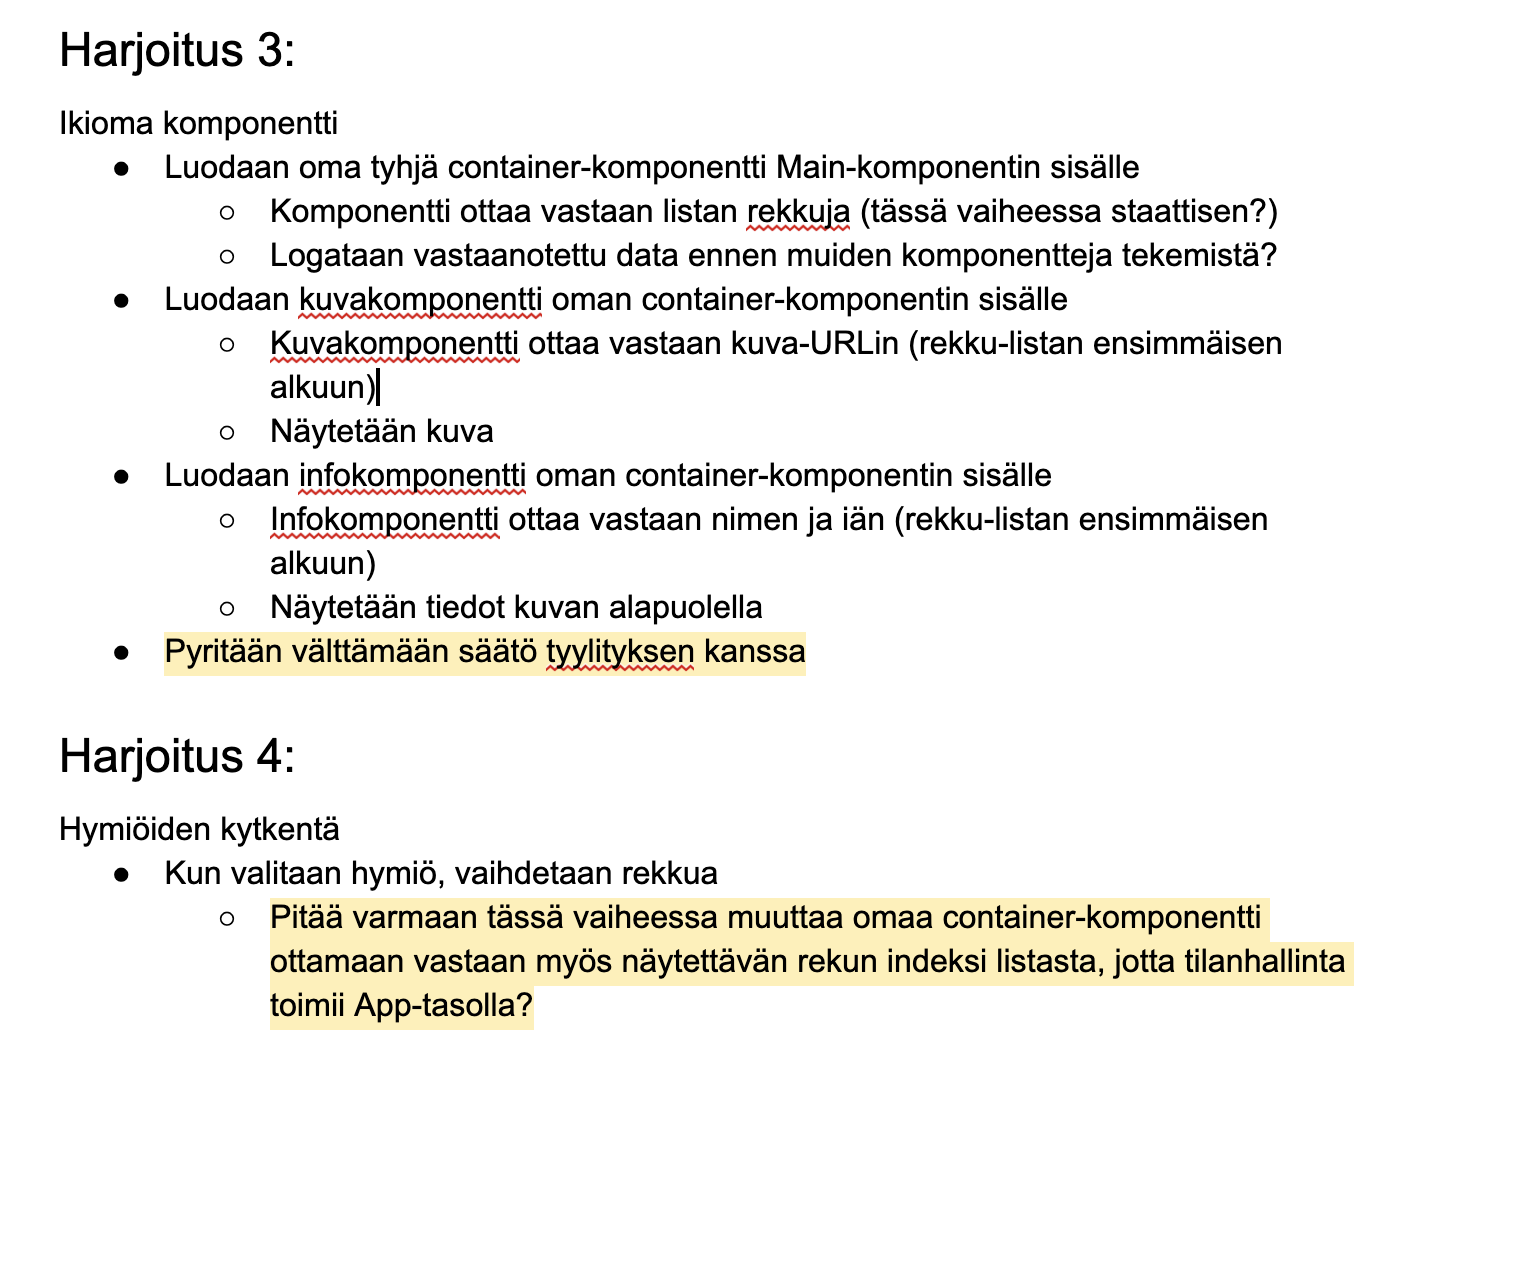 Harjoitus 3:
Ikioma komponentti
● Luodaan oma tyhjä container-komponentti Main-komponentin sisälle
○ Komponentti ottaa vastaan listan rekkuja (tässä vaiheessa staattisen?)
○ Logataan vastaanotettu data ennen muiden komponentteja tekemistä?
● Luodaan kuvakomponentti oman container-komponentin sisälle
○ Kuvakomponentti ottaa vastaan kuva-URLin (rekku-listan ensimmäisen
alkuun)
○ Näytetään kuva
● Luodaan infokomponentti oman container-komponentin sisälle
○ Infokomponentti ottaa vastaan nimen ja iän (rekku-listan ensimmäisen
alkuun)
○ Näytetään tiedot kuvan alapuolella
● Pyritään välttämään säätö tyylityksen kanssa
Harjoitus 4:
Hymiöiden kytkentä
● Kun valitaan hymiö, vaihdetaan rekkua
○ Pitää varmaan tässä vaiheessa muuttaa omaa container-komponentti
ottamaan vastaan myös näytettävän rekun indeksi listasta, jotta tilanhallinta
toimii App-tasolla?